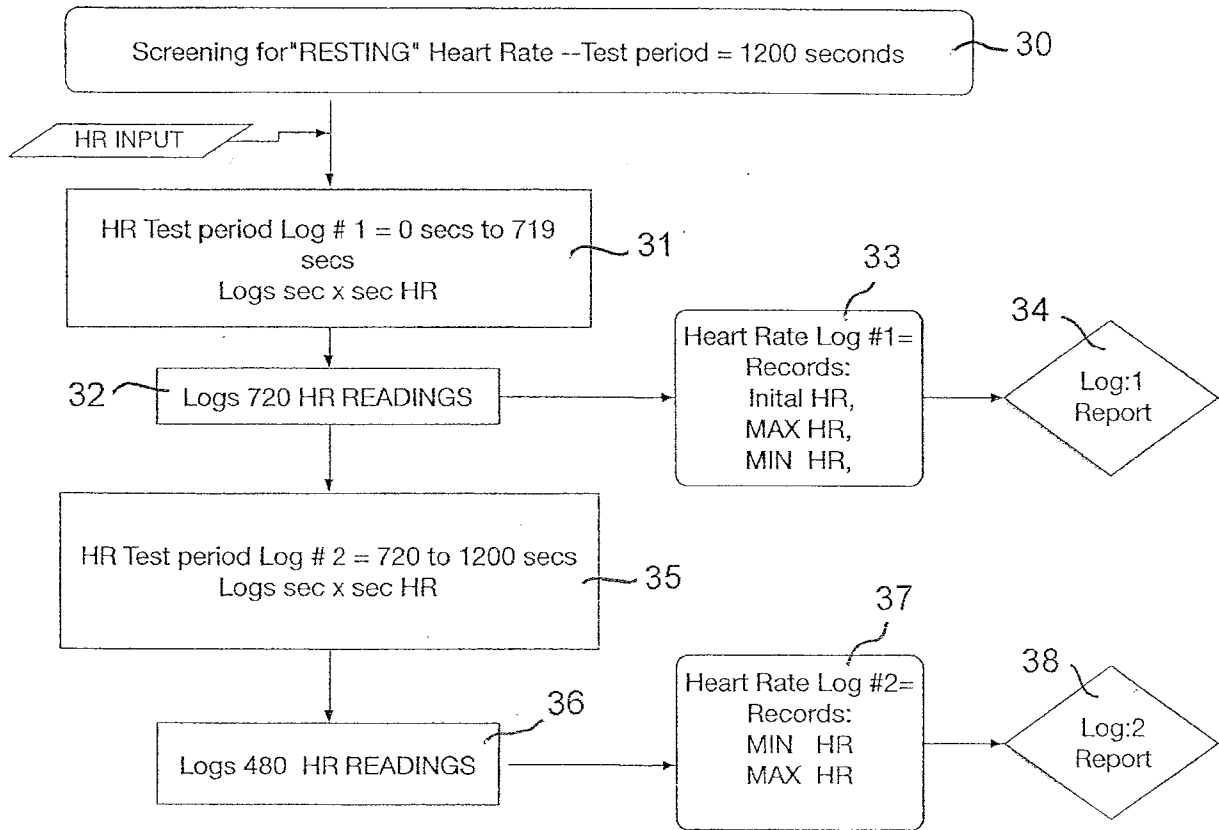 Screening for"RESTING" Heart Rate --Test period = 1200 seconds
30
HR INPUT
HR Test period Log # 1 = 0 secs to 719
secs
Logs sec x sec HR
31
32
Logs 720 HR READINGS
33
Heart Rate Log #1=
Records:
Inital HR,
MAX HR,
MIN HR,
34
Log:1
Report
HR Test period Log # 2 = 720 to 1200 secs
Logs sec x sec HR
35
36
Logs 480 HR READINGS
37
Heart Rate Log #2=
Records:
MIN HR
MAX HR
38
Log:2
Report